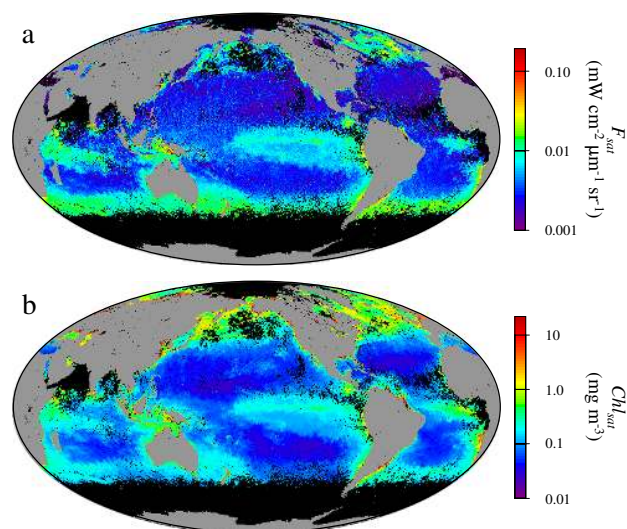 a
0.10
0.01
0.001
F_sat
(mW cm⁻² μm⁻¹ sr⁻¹)
b
10
1.0
0.1
0.01
Chl_sat
(mg m⁻³)